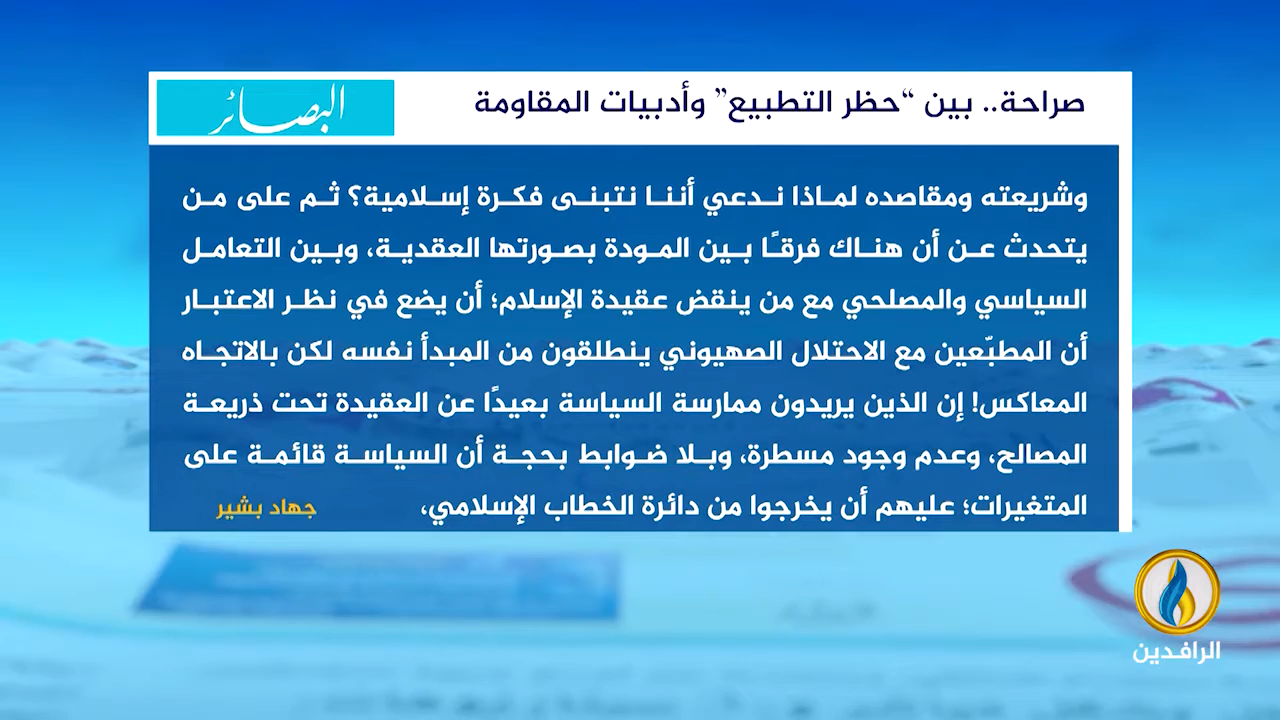 صراحة.. بين “حظر التطبيع” وأدبيات المقاومة
البصائر
وشريعته ومقاصده لماذا ندعي أننا نتبنى فكرة إسلامية؟ ثم على من
يتحدث عن أن هناك فرقًا بين المودة بصورتها العقدية، وبين التعامل
السياسي والمصلحي مع من ينقض عقيدة الإسلام؛ أن يضع في نظر الاعتبار
أن المطبّعين مع الاحتلال الصهيوني ينطلقون من المبدأ نفسه لكن بالاتجاه
المعاكس! إن الذين يريدون ممارسة السياسة بعيدًا عن العقيدة تحت ذريعة
المصالح، وعدم وجود مسطرة، وبلا ضوابط بحجة أن السياسة قائمة على
المتغيرات؛ عليهم أن يخرجوا من دائرة الخطاب الإسلامي،
جهاد بشير
الرافدين